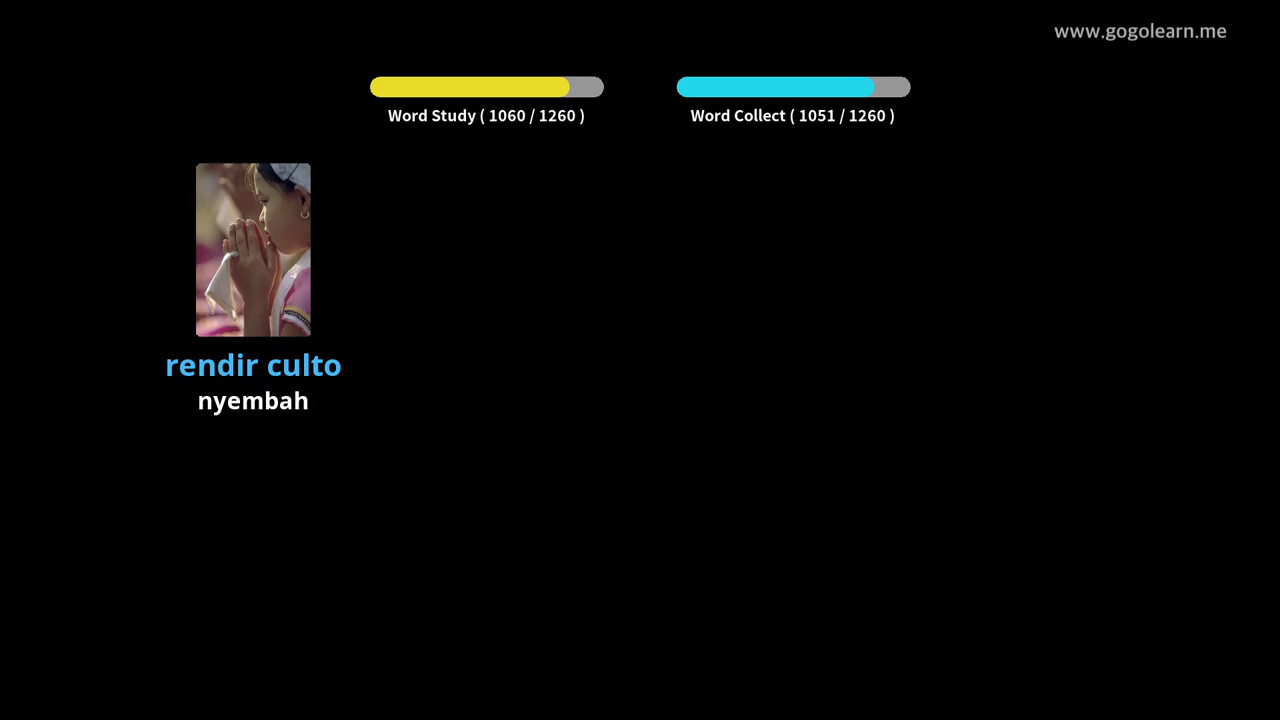 www.gogolearn.me
Word Study ( 1060 / 1260 )
Word Collect ( 1051 / 1260 )
rendir culto
nyembah